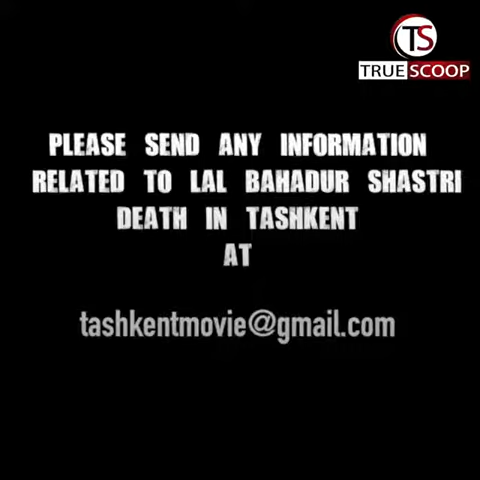 TS
TRUE SCOOP
PLEASE SEND ANY INFORMATION
RELATED TO LAL BAHADUR SHASTRI
DEATH IN TASHKENT
AT
tashkentmovie@gmail.com